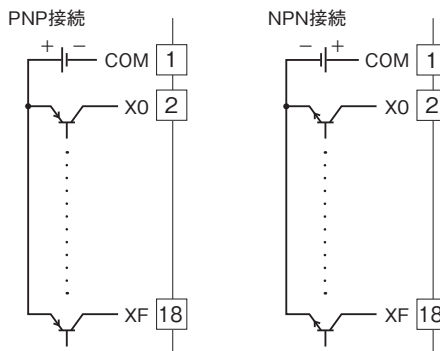 PNP接続
+ −
COM 1
X0 2
XF 18
NPN接続
− +
COM 1
X0 2
XF 18